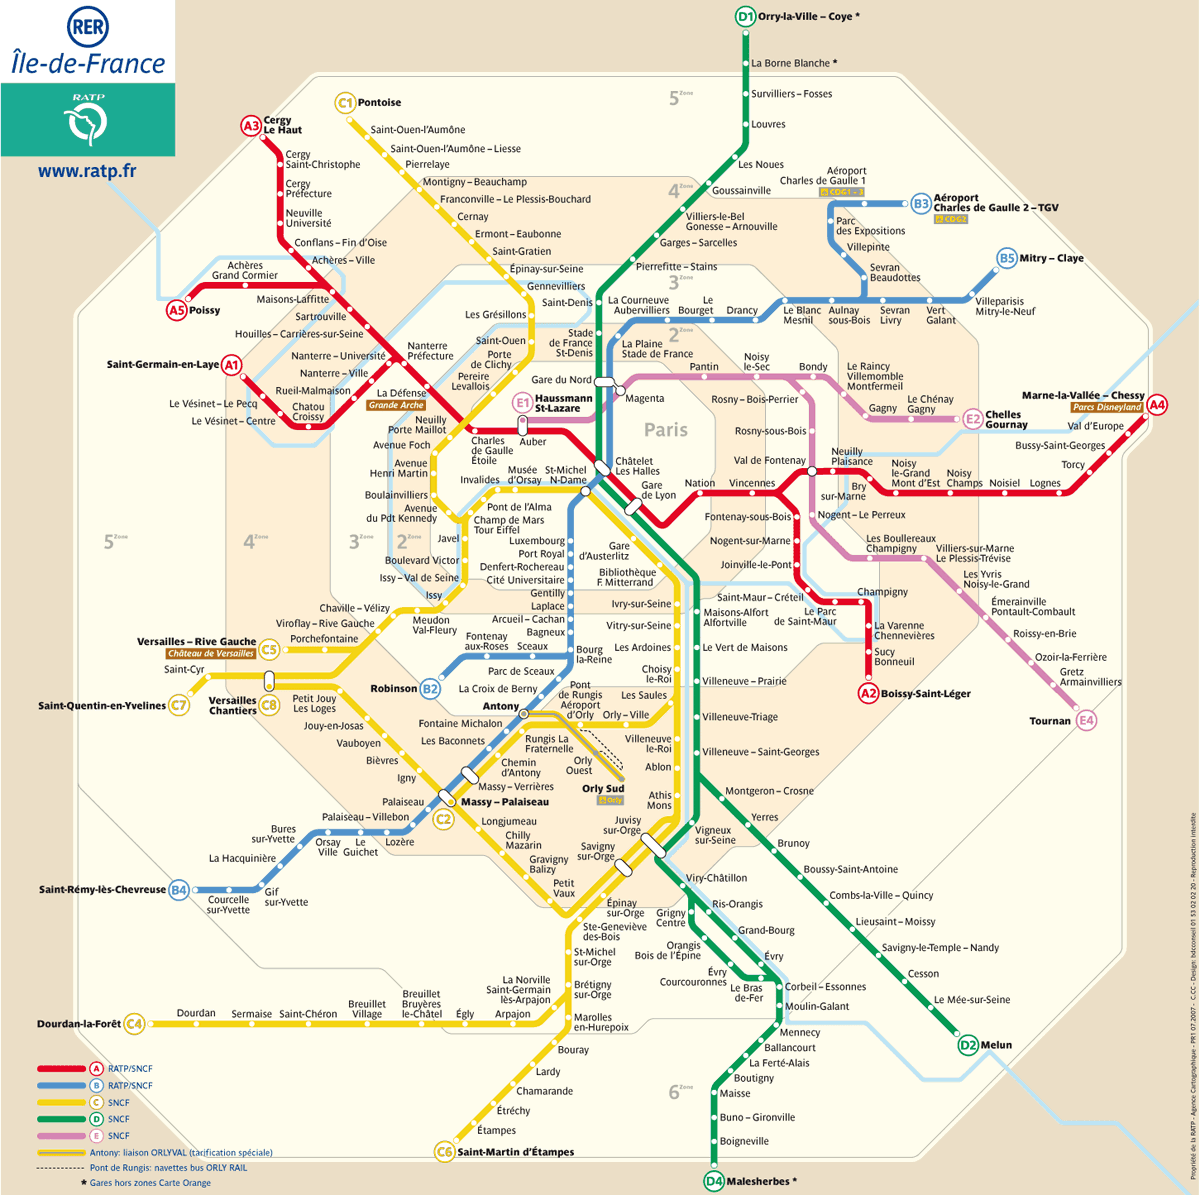 RER
Île-de-France
RATP
www.ratp.fr
D1
Orry-la-Ville – Coye *
La Borne Blanche *
Survilliers – Fosses
Louvres
Les Noues
Goussainville
Villiers-le-Bel
Gonesse – Arnouville
Garges – Sarcelles
Pierrefitte – Stains
Saint-Denis
Stade
de France
St-Denis
5 Zone
4 Zone
3 Zone
2 Zone
C1
Pontoise
Saint-Ouen-l'Aumône
Saint-Ouen-l'Aumône – Liesse
Pierrelaye
Montigny – Beauchamp
Franconville – Le Plessis-Bouchard
Cernay
Ermont – Eaubonne
Saint-Gratien
Épinay-sur-Seine
Gennevilliers
Les Grésillons
Saint-Ouen
Porte
de Clichy
Pereire
Levallois
Neuilly
Porte Maillot
Avenue Foch
Avenue
Henri Martin
Boulainvilliers
Avenue
du Pdt Kennedy
A3
Cergy
Le Haut
Cergy
Saint-Christophe
Cergy
Préfecture
Neuville
Université
Conflans – Fin d'Oise
Achères – Ville
Achères
Grand Cormier
A5
Poissy
Maisons-Laffitte
Sartrouville
Houilles – Carrières-sur-Seine
Nanterre
Préfecture
Nanterre – Université
Nanterre – Ville
Rueil-Malmaison
Chatou
Croissy
Le Vésinet – Le Pecq
Le Vésinet – Centre
Saint-Germain-en-Laye
A1
La Défense
Grande Arche
Charles
de Gaulle
Étoile
E1
Haussmann
St-Lazare
Auber
Gare du Nord
Magenta
Paris
Châtelet
Les Halles
Gare
de Lyon
Nation
Vincennes
Val de Fontenay
Aéroport
Charles de Gaulle 1
CDG1 - 3
B3
Aéroport
Charles de Gaulle 2 – TGV
CDG2
Parc
des Expositions
Villepinte
Sevran
Beaudottes
B5
Mitry – Claye
Villeparisis
Mitry-le-Neuf
Vert
Galant
Sevran
Livry
Aulnay
sous-Bois
Le Blanc
Mesnil
Drancy
Le
Bourget
La Courneuve
Aubervilliers
La Plaine
Stade de France
Pantin
Noisy
le-Sec
Bondy
Le Raincy
Villemomble
Montfermeil
Gagny
Le Chénay
Gagny
E2
Chelles
Gournay
Rosny – Bois-Perrier
Rosny-sous-Bois
Marne-la-Vallée – Chessy
Parcs Disneyland
A4
Val d'Europe
Bussy-Saint-Georges
Torcy
Lognes
Noisiel
Noisy
Champs
Noisy
le-Grand
Mont d'Est
Bry
sur-Marne
Neuilly
Plaisance
Nogent – Le Perreux
Les Boullereaux
Champigny
Villiers-sur-Marne
Le Plessis-Trévise
Les Yvris
Noisy-le-Grand
Émerainville
Pontault-Combault
Roissy-en-Brie
Ozoir-la-Ferrière
Gretz
Armainvilliers
Tournan
E4
Fontenay-sous-Bois
Nogent-sur-Marne
Joinville-le-Pont
Saint-Maur – Créteil
Le Parc
de Saint-Maur
Champigny
La Varenne
Chennevières
Sucy
Bonneuil
A2
Boissy-Saint-Léger
Invalides
Musée
d'Orsay
St-Michel
N-Dame
Pont de l'Alma
Champ de Mars
Tour Eiffel
Javel
Boulevard Victor
Issy – Val de Seine
Issy
Meudon
Val-Fleury
Chaville – Vélizy
Viroflay – Rive Gauche
Porchefontaine
Versailles – Rive Gauche
Château de Versailles
C5
Saint-Cyr
Saint-Quentin-en-Yvelines
C7
Versailles
Chantiers
C8
5 Zone
4 Zone
3 Zone
2 Zone
Petit Jouy
Les Loges
Jouy-en-Josas
Vauboyen
Bièvres
Igny
Massy – Palaiseau
C2
Longjumeau
Chilly
Mazarin
Gravigny
Balizy
Petit
Vaux
Luxembourg
Port Royal
Denfert-Rochereau
Cité Universitaire
Gentilly
Laplace
Arcueil – Cachan
Bagneux
Bourg
la-Reine
Sceaux
Fontenay
aux-Roses
Robinson
B2
Parc de Sceaux
La Croix de Berny
Antony
Fontaine Michalon
Les Baconnets
Massy – Verrières
Chemin
d'Antony
Rungis La
Fraternelle
Pont
de Rungis
Aéroport
d'Orly
Orly – Ville
Les Saules
Orly
Ouest
Orly Sud
Orly
Palaiseau
Palaiseau – Villebon
Lozère
Le
Guichet
Orsay
Ville
Bures
sur-Yvette
La Hacquinière
Gif
sur-Yvette
Courcelle
sur-Yvette
Saint-Rémy-lès-Chevreuse
B4
Gare
d'Austerlitz
Bibliothèque
F. Mitterrand
Ivry-sur-Seine
Vitry-sur-Seine
Les Ardoines
Choisy
le-Roi
Villeneuve
le-Roi
Ablon
Athis
Mons
Juvisy
sur-Orge
Savigny
sur-Orge
Épinay
sur-Orge
Ste-Geneviève
des-Bois
St-Michel
sur-Orge
Brétigny
sur-Orge
Marolles
en-Hurepoix
Bouray
Lardy
Chamarande
Étréchy
Étampes
C6
Saint-Martin d'Étampes
La Norville
Saint-Germain
lès-Arpajon
Arpajon
Égly
Breuillet
Bruyères
le-Châtel
Breuillet
Village
Saint-Chéron
Sermaise
Dourdan
Dourdan-la-Forêt
C4
Maisons-Alfort
Alfortville
Le Vert de Maisons
Villeneuve – Prairie
Villeneuve-Triage
Villeneuve – Saint-Georges
Montgeron – Crosne
Yerres
Brunoy
Boussy-Saint-Antoine
Combs-la-Ville – Quincy
Lieusaint – Moissy
Savigny-le-Temple – Nandy
Cesson
Le Mée-sur-Seine
D2
Melun
Vigneux
sur-Seine
Viry-Châtillon
Ris-Orangis
Grand-Bourg
Évry
Grigny
Centre
Orangis
Bois de l'Épine
Évry
Courcouronnes
Le Bras
de-Fer
Corbeil – Essonnes
Moulin-Galant
Mennecy
Ballancourt
La Ferté-Alais
Boutigny
Maisse
Buno – Gironville
Boigneville
D4
Malesherbes *
6 Zone
A RATP/SNCF
B RATP/SNCF
C SNCF
D SNCF
E SNCF
Antony: liaison ORLYVAL (tarification spéciale)
Pont de Rungis: navettes bus ORLY RAIL
* Gares hors zones Carte Orange
Propriété de la RATP - Agence Cartographique - PR1 07.2007 - C.CC - Design: bdcconseil 01 53 02 02 20 - Reproduction interdite